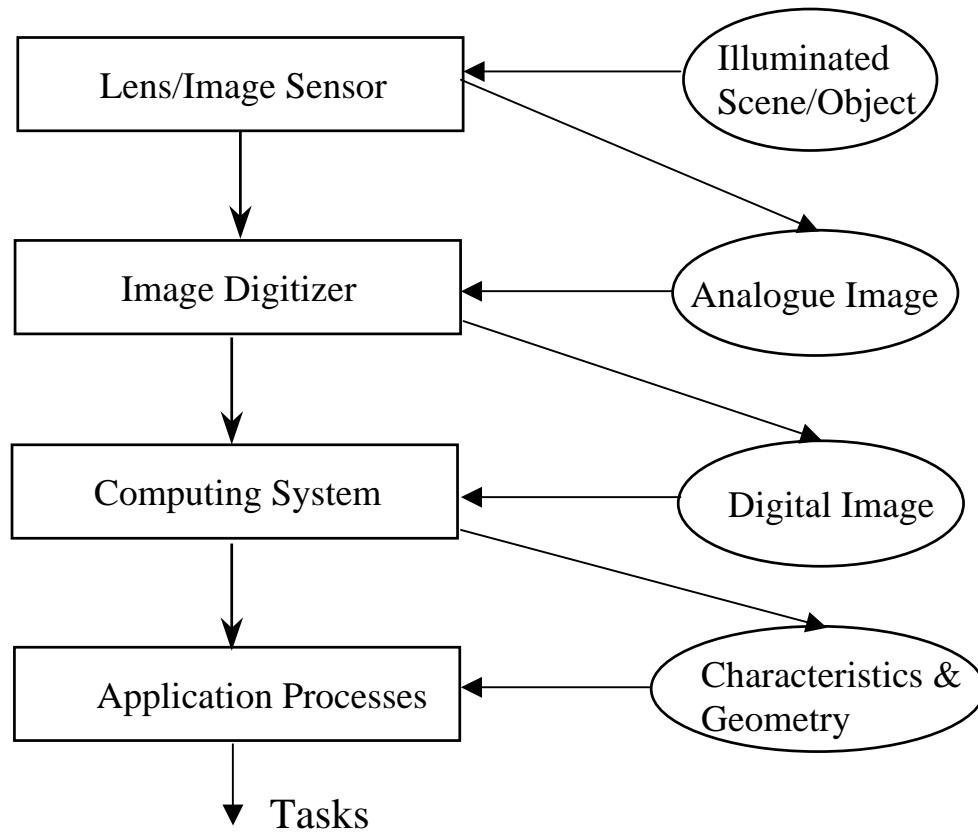 Lens/Image Sensor
Illuminated
Scene/Object
Image Digitizer
Analogue Image
Computing System
Digital Image
Application Processes
Characteristics &
Geometry
Tasks